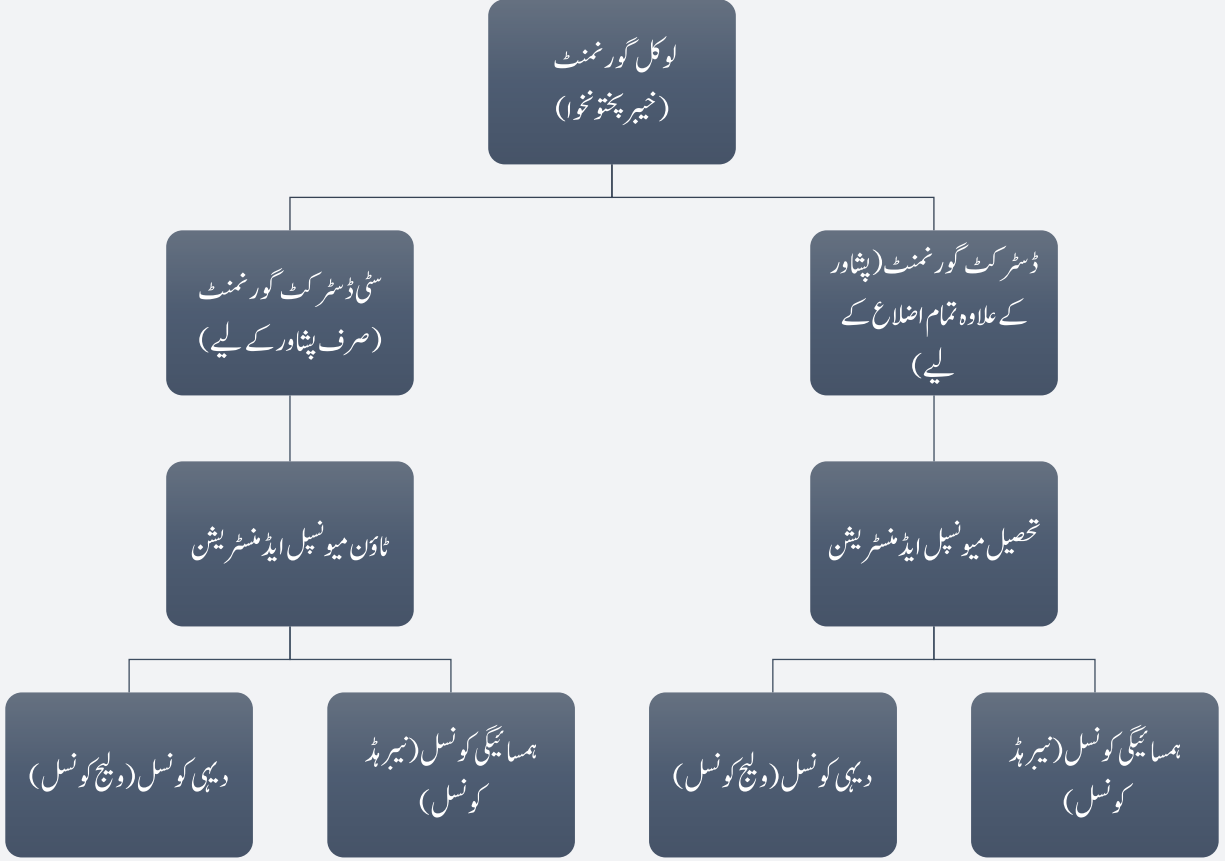 لوکل گورنمنٹ
(خیبر پختونخوا)
ڈسٹرکٹ گورنمنٹ(پشاور
کے علاوہ تمام اضلاع کے
لیے)
سٹی ڈسٹرکٹ گورنمنٹ
(صرف پشاور کے لیے)
تحصیل میونسپل ایڈمنسٹریشن
ٹاؤن میونسپل ایڈمنسٹریشن
ہمسائیگی کونسل(نیبرہڈ
کونسل)
دیہی کونسل(ولیج کونسل)
ہمسائیگی کونسل(نیبرہڈ
کونسل)
دیہی کونسل(ولیج کونسل)